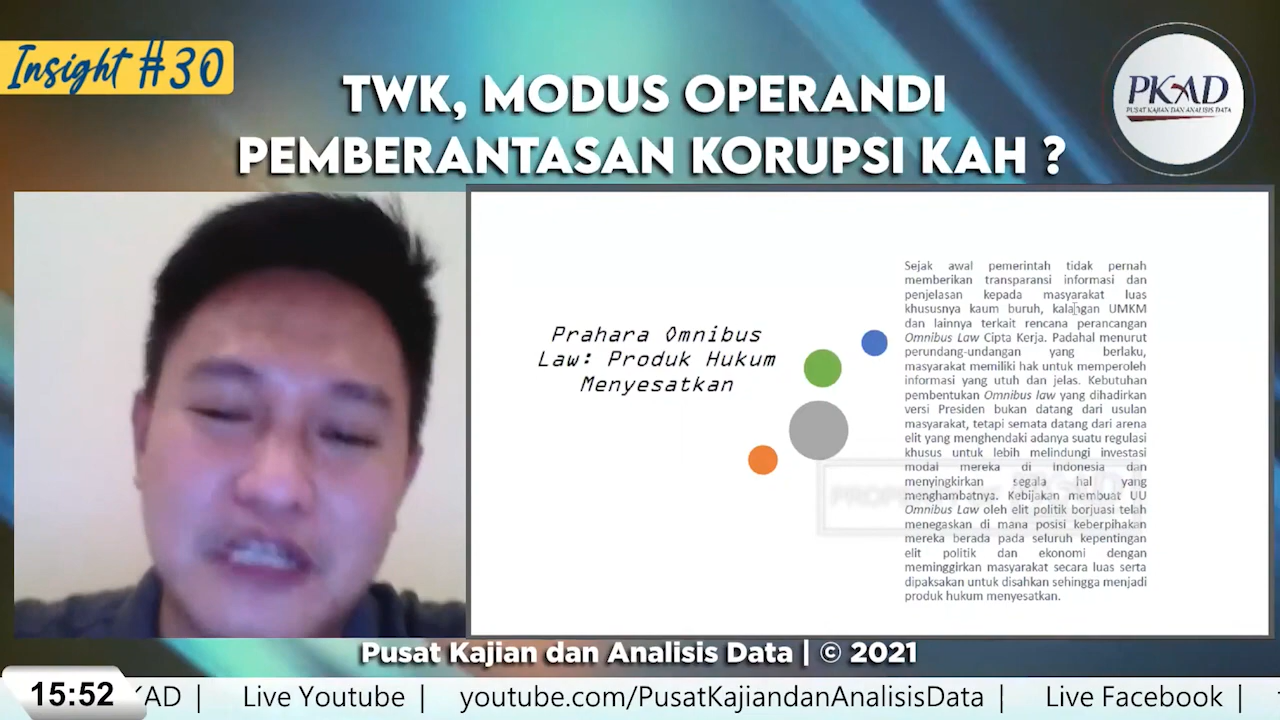 Insight #30
TWK, MODUS OPERANDI
PEMBERANTASAN KORUPSI KAH ?
PKAD
PUSAT KAJIAN DAN ANALISIS DATA
Prahara Omnibus
Law: Produk Hukum
Menyesatkan
Sejak awal pemerintah tidak pernah
memberikan transparansi informasi dan
penjelasan kepada masyarakat luas
khususnya kaum buruh, kalangan UMKM
dan lainnya terkait rencana perancangan
Omnibus Law Cipta Kerja. Padahal menurut
perundang-undangan yang berlaku,
masyarakat memiliki hak untuk memperoleh
informasi yang utuh dan jelas. Kebutuhan
pembentukan Omnibus law yang dihadirkan
versi Presiden bukan datang dari usulan
masyarakat, tetapi semata datang dari arena
elit yang menghendaki adanya suatu regulasi
khusus untuk lebih melindungi investasi
modal mereka di Indonesia dan
menyingkirkan segala hal yang
menghambatnya. Kebijakan membuat UU
Omnibus Law oleh elit politik borjuasi telah
menegaskan di mana posisi keberpihakan
mereka berada pada seluruh kepentingan
elit politik dan ekonomi dengan
meminggirkan masyarakat secara luas serta
dipaksakan untuk disahkan sehingga menjadi
produk hukum menyesatkan.
Pusat Kajian dan Analisis Data | © 2021
15:52 KAD | Live Youtube | youtube.com/PusatKajiandanAnalisisData | Live Facebook |